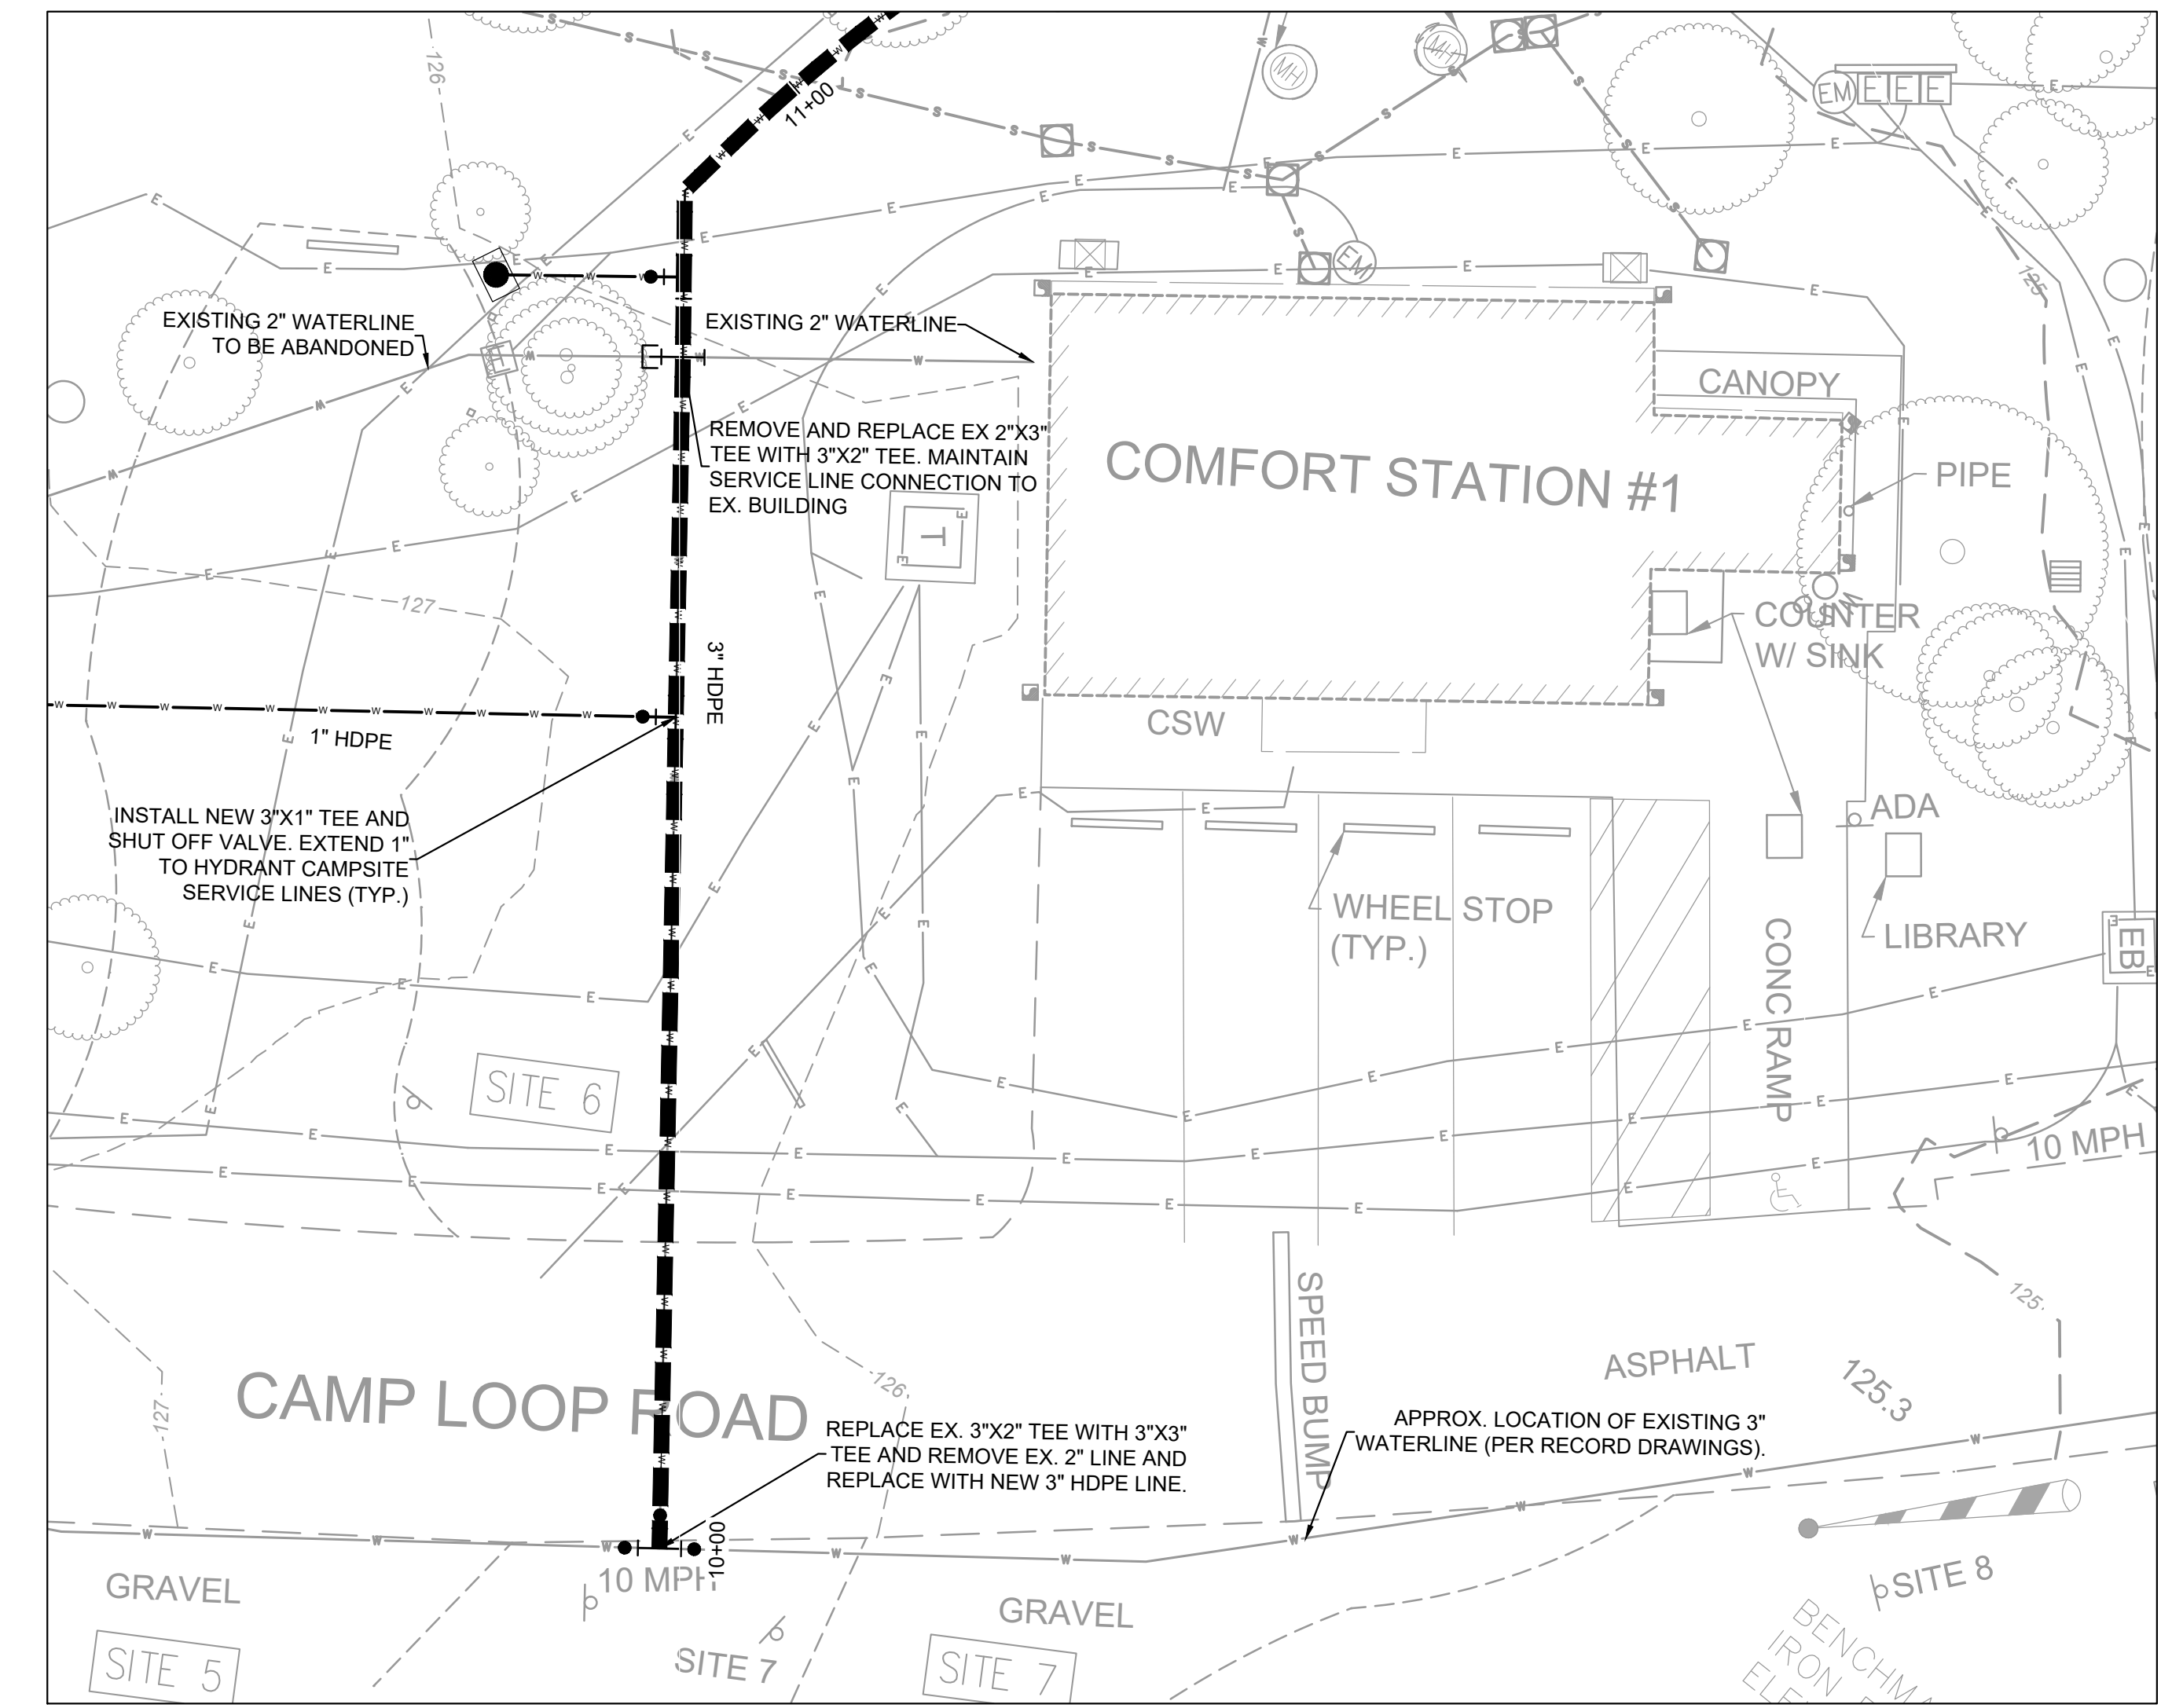 126
11+00
MH
MH
EM
E E E
EM
125
EXISTING 2" WATERLINE
TO BE ABANDONED
E
EXISTING 2" WATERLINE
CANOPY
REMOVE AND REPLACE EX 2"X3"
TEE WITH 3"X2" TEE. MAINTAIN
SERVICE LINE CONNECTION TO
EX. BUILDING
COMFORT STATION #1
PIPE
T
127
COUNTER
W/ SINK
3" HDPE
1" HDPE
CSW
INSTALL NEW 3"X1" TEE AND
SHUT OFF VALVE. EXTEND 1"
TO HYDRANT CAMPSITE
SERVICE LINES (TYP.)
ADA
WHEEL STOP
(TYP.)
CONC RAMP
LIBRARY
EB
SITE 6
10 MPH
125
SPEED BUMP
ASPHALT
125.3
126
127
CAMP LOOP ROAD
REPLACE EX. 3"X2" TEE WITH 3"X3"
TEE AND REMOVE EX. 2" LINE AND
REPLACE WITH NEW 3" HDPE LINE.
APPROX. LOCATION OF EXISTING 3"
WATERLINE (PER RECORD DRAWINGS).
10+00
10 MPH
GRAVEL
GRAVEL
SITE 8
SITE 5
SITE 7
SITE 7
IRON